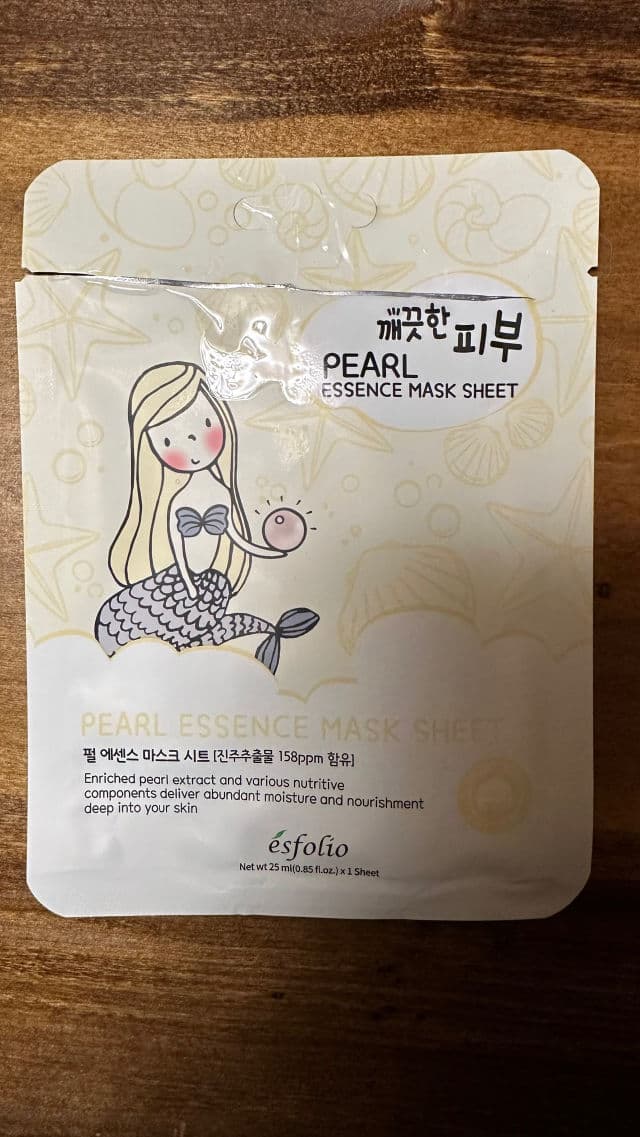 깨끗한 피부
PEARL
ESSENCE MASK SHEET
PEARL ESSENCE MASK SHEET
펄 에센스 마스크 시트 [진주추출물 158ppm 함유]
Enriched pearl extract and various nutritive
components deliver abundant moisture and nourishment
deep into your skin
ésfolio
Net wt 25 ml(0.85 fl.oz.) x 1 Sheet